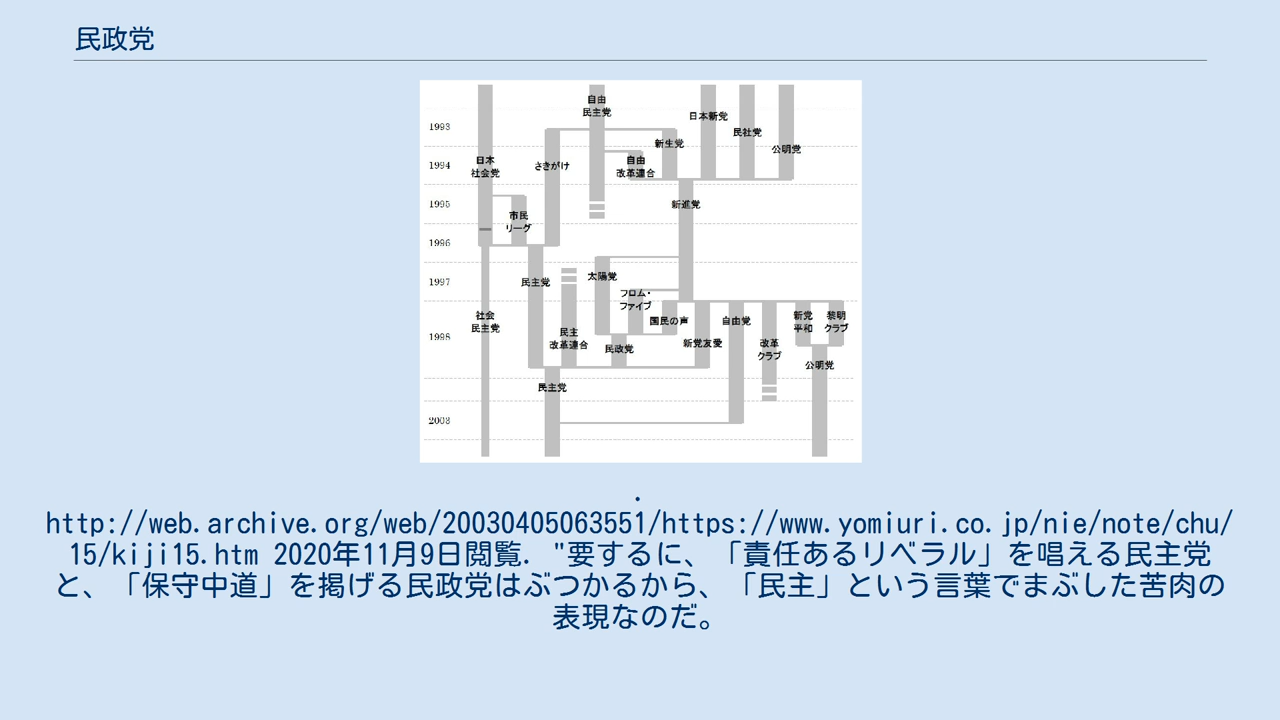 民政党
自由
民主党
日本新党
1993
民社党
新生党
公明党
日本
社会党
1994
さきがけ
自由
改革連合
1995
新進党
市民
リーグ
1996
太陽党
1997
民主党
フロム・
ファイブ
社会
民主党
国民の声
自由党
新党
平和
黎明
クラブ
1998
民主
改革連合
民政党
新党友愛
改革
クラブ
公明党
民主党
2003
.
http://web.archive.org/web/20030405063551/https://www.yomiuri.co.jp/nie/note/chu/
15/kiji15.htm 2020年11月9日閲覧. "要するに、「責任あるリベラル」を唱える民主党
と、「保守中道」を掲げる民政党はぶつかるから、「民主」という言葉でまぶした苦肉の
表現なのだ。